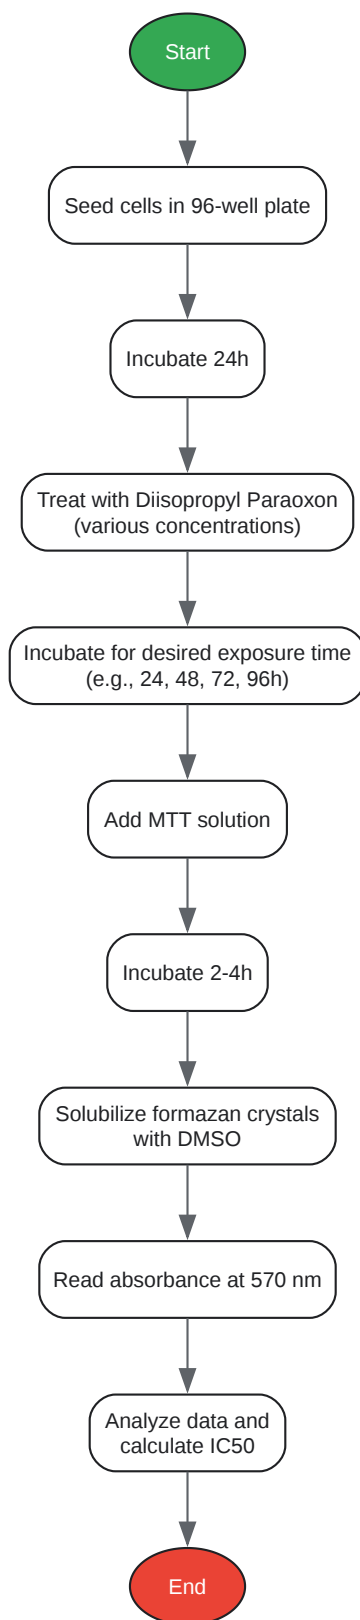 Start
Seed cells in 96-well plate
Incubate 24h
Treat with Diisopropyl Paraoxon
(various concentrations)
Incubate for desired exposure time
(e.g., 24, 48, 72, 96h)
Add MTT solution
Incubate 2-4h
Solubilize formazan crystals
with DMSO
Read absorbance at 570 nm
Analyze data and
calculate IC50
End